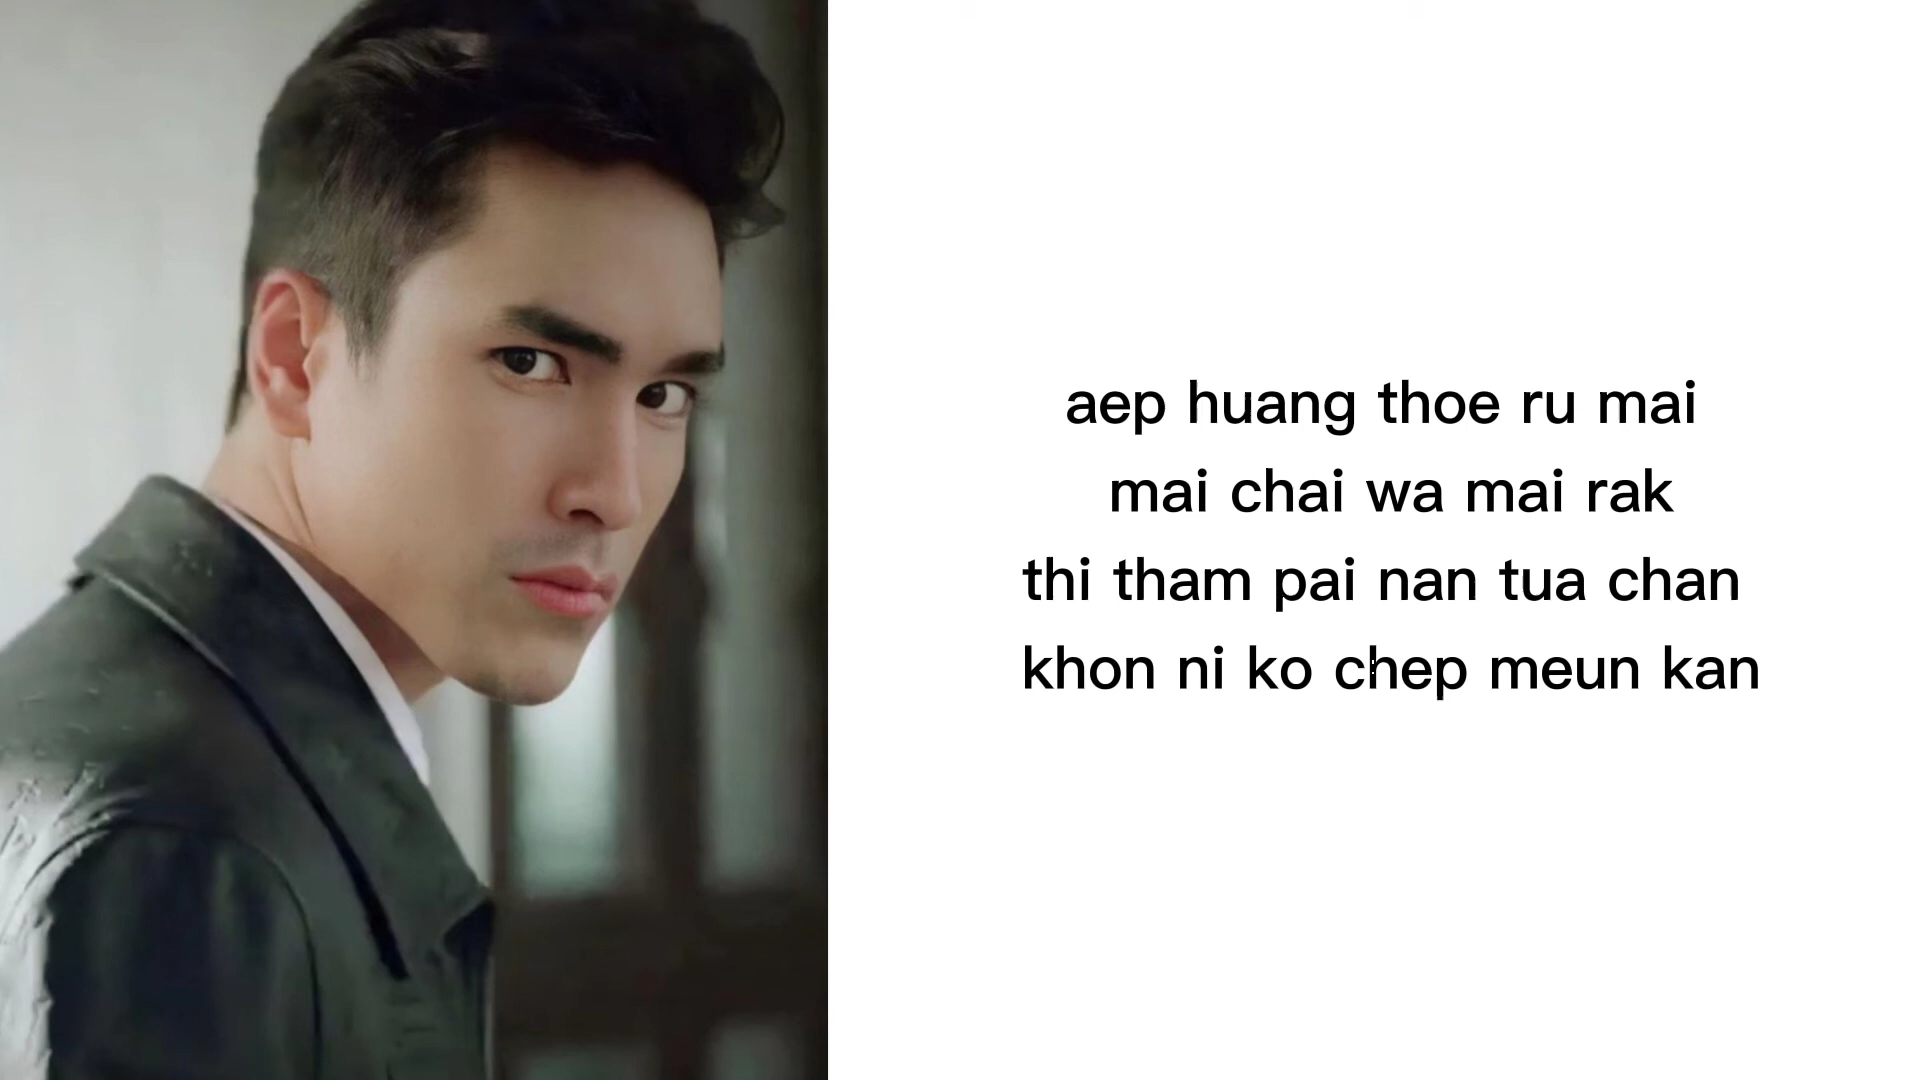 aep huang thoe ru mai
mai chai wa mai rak
thi tham pai nan tua chan
khon ni ko chep meun kan